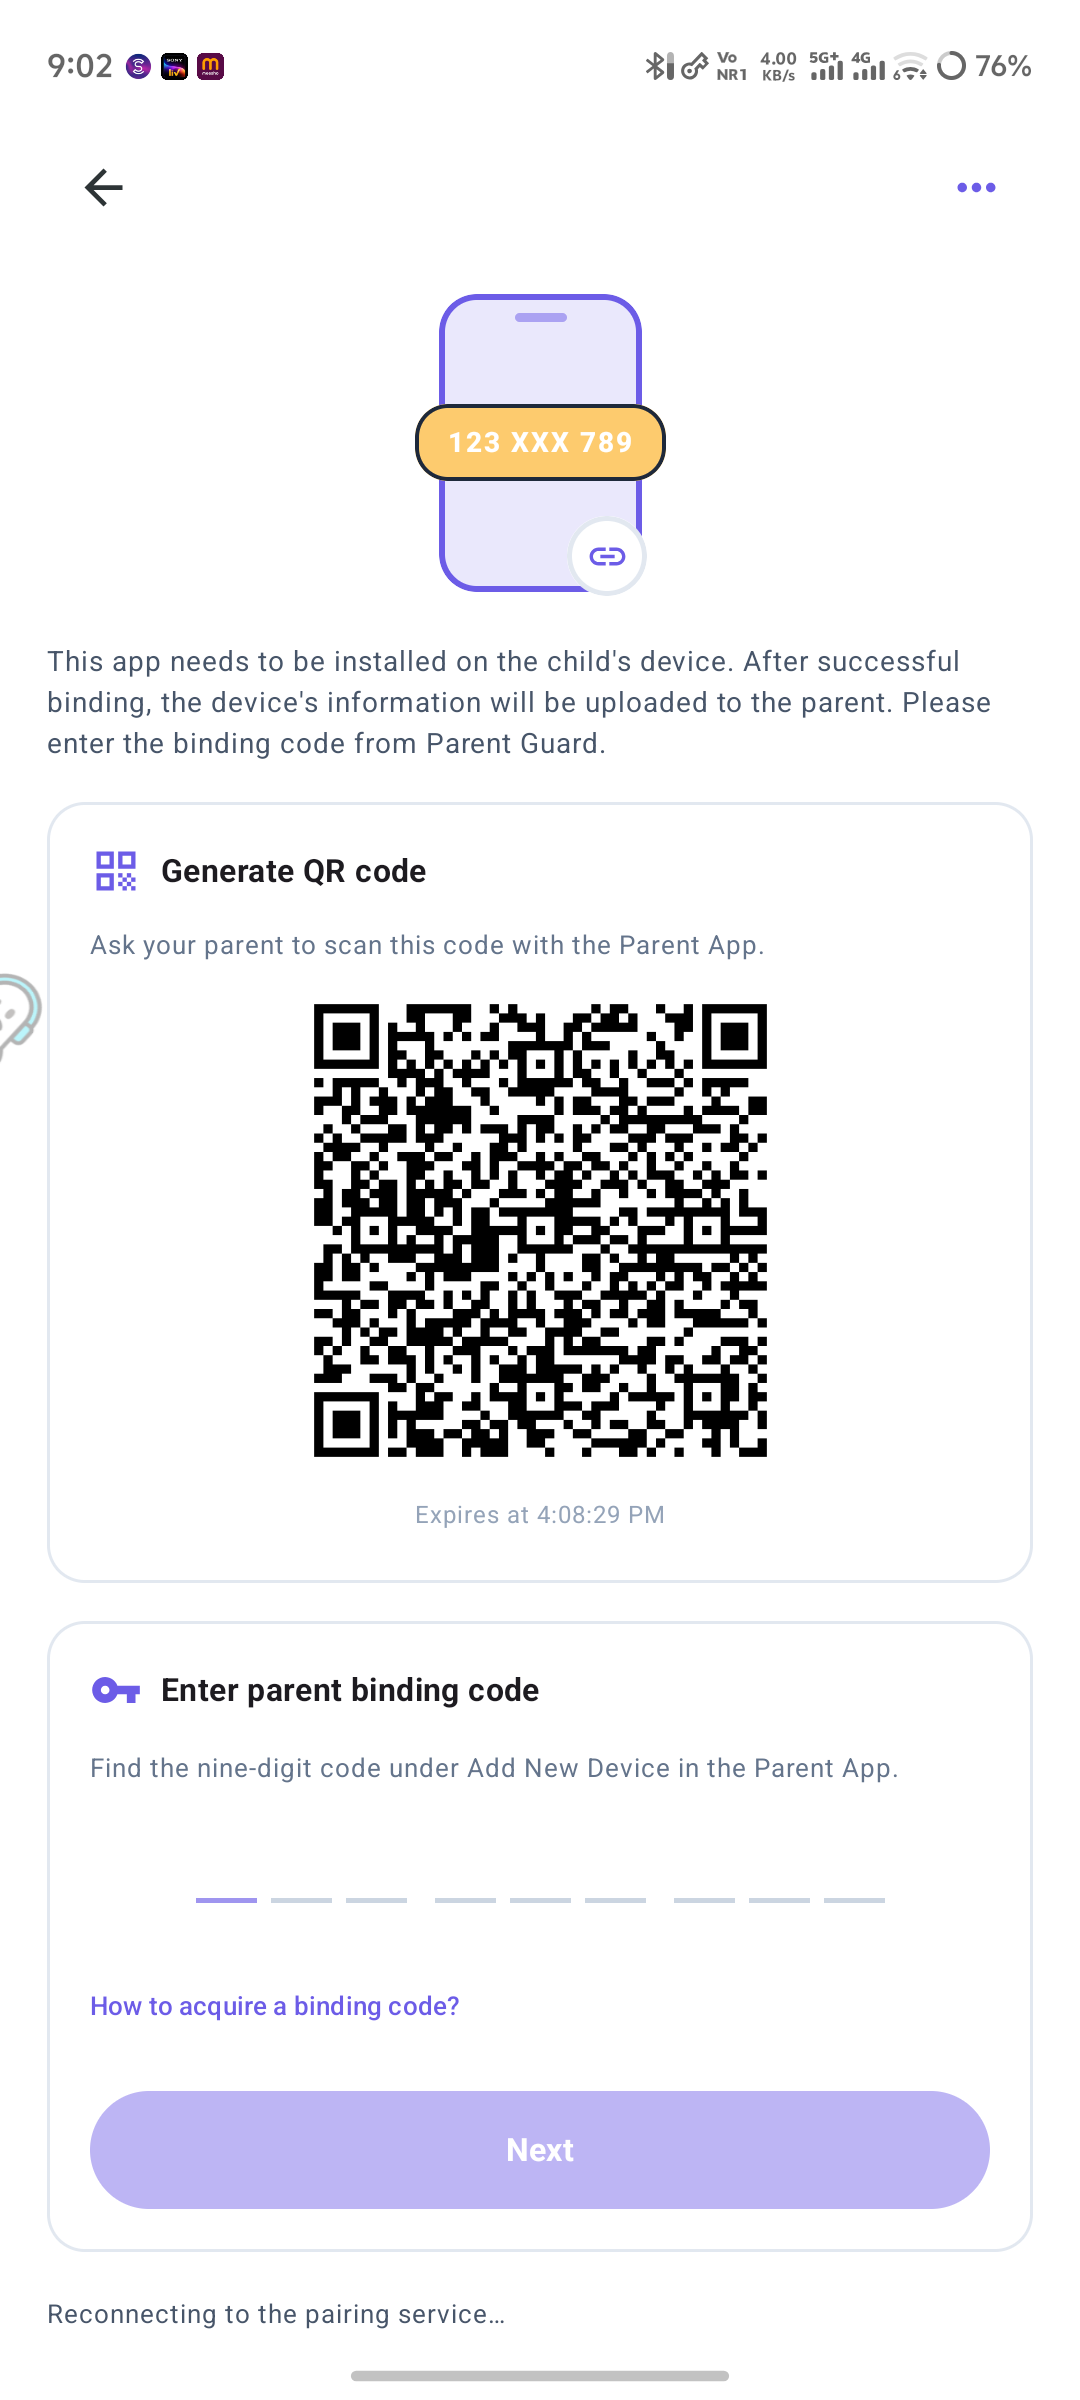 9:02
SONY
liv
meesho
Vo
NR1
4.00
KB/s
5G+
4G
6
76%
123 XXX 789
This app needs to be installed on the child's device. After successful
binding, the device's information will be uploaded to the parent. Please
enter the binding code from Parent Guard.
Generate QR code
Ask your parent to scan this code with the Parent App.
Expires at 4:08:29 PM
Enter parent binding code
Find the nine-digit code under Add New Device in the Parent App.
How to acquire a binding code?
Next
Reconnecting to the pairing service…